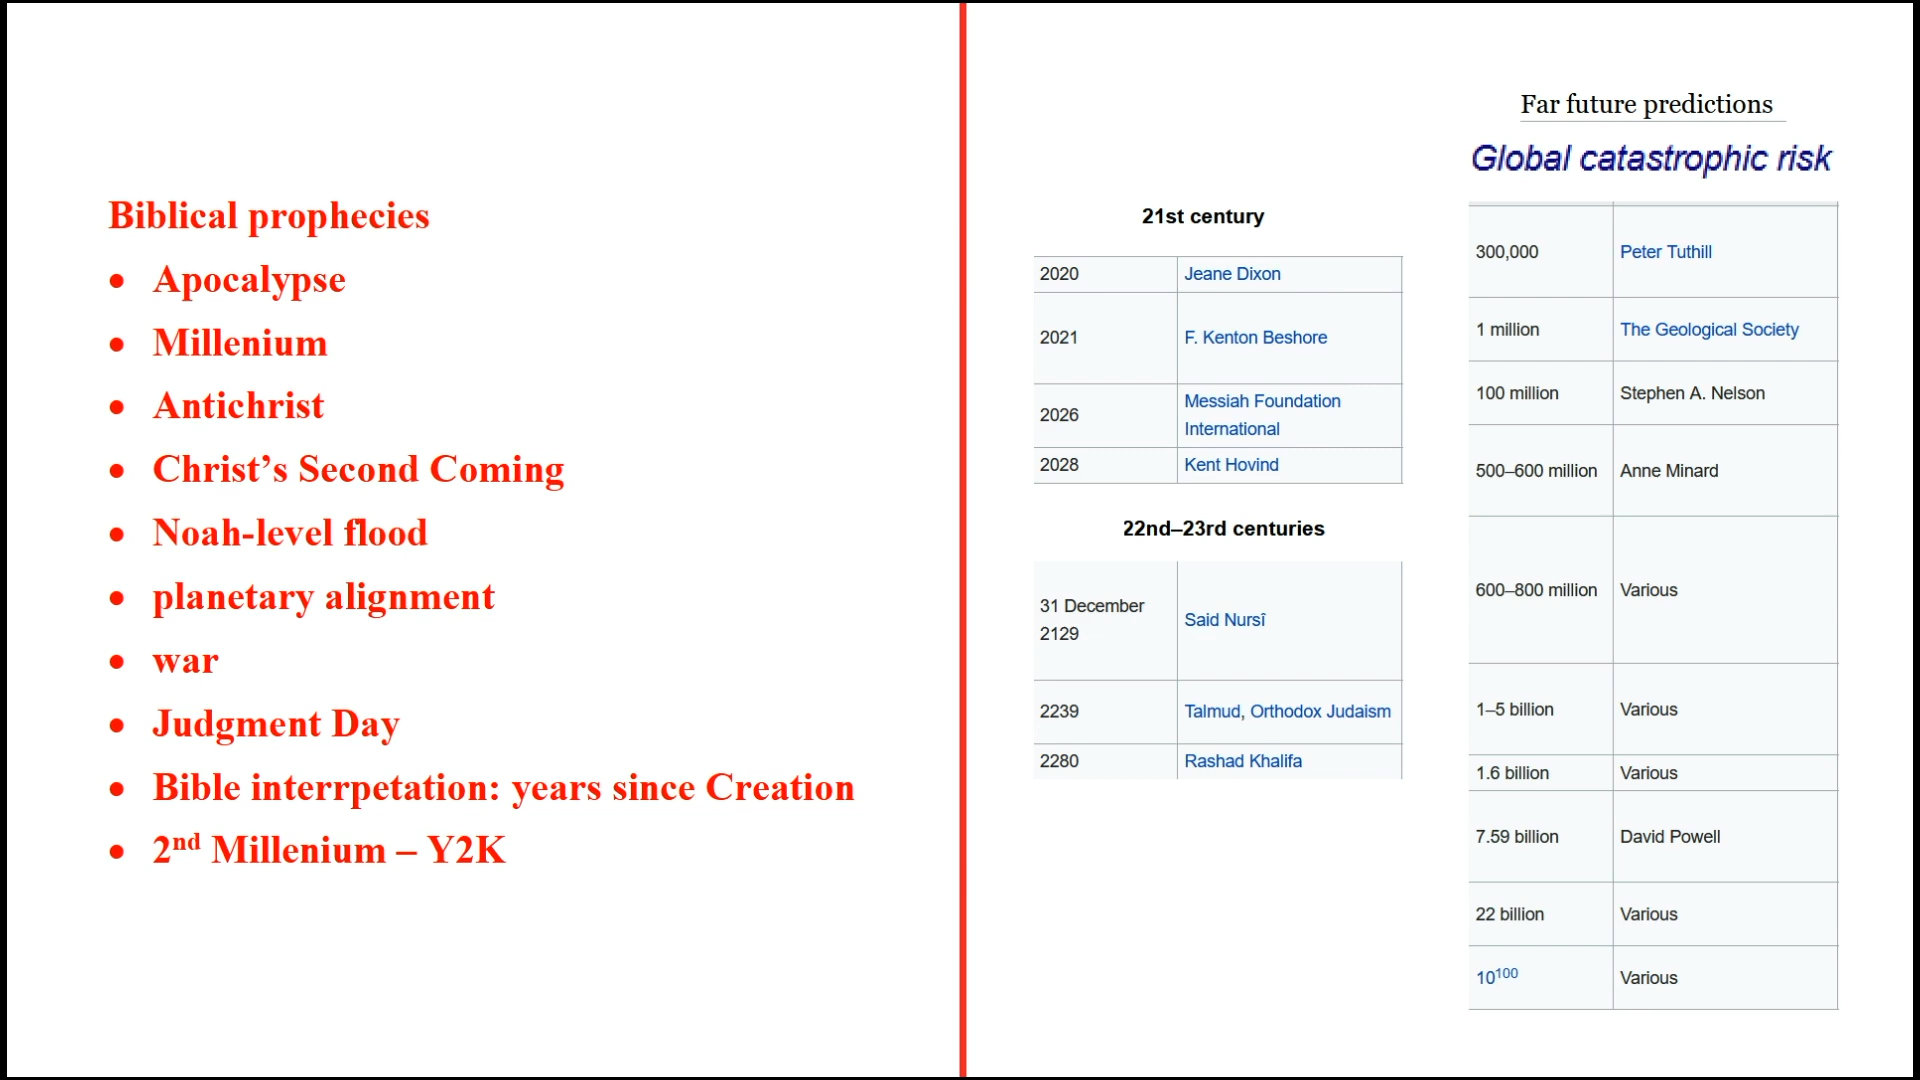 Biblical prophecies
• Apocalypse
• Millenium
• Antichrist
• Christ’s Second Coming
• Noah-level flood
• planetary alignment
• war
• Judgment Day
• Bible interrpetation: years since Creation
• 2nd Millenium – Y2K
21st century
2020 Jeane Dixon
2021 F. Kenton Beshore
2026 Messiah Foundation
International
2028 Kent Hovind
22nd–23rd centuries
31 December
2129 Said Nursî
2239 Talmud, Orthodox Judaism
2280 Rashad Khalifa
Far future predictions
Global catastrophic risk
300,000 Peter Tuthill
1 million The Geological Society
100 million Stephen A. Nelson
500–600 million Anne Minard
600–800 million Various
1–5 billion Various
1.6 billion Various
7.59 billion David Powell
22 billion Various
10^100 Various